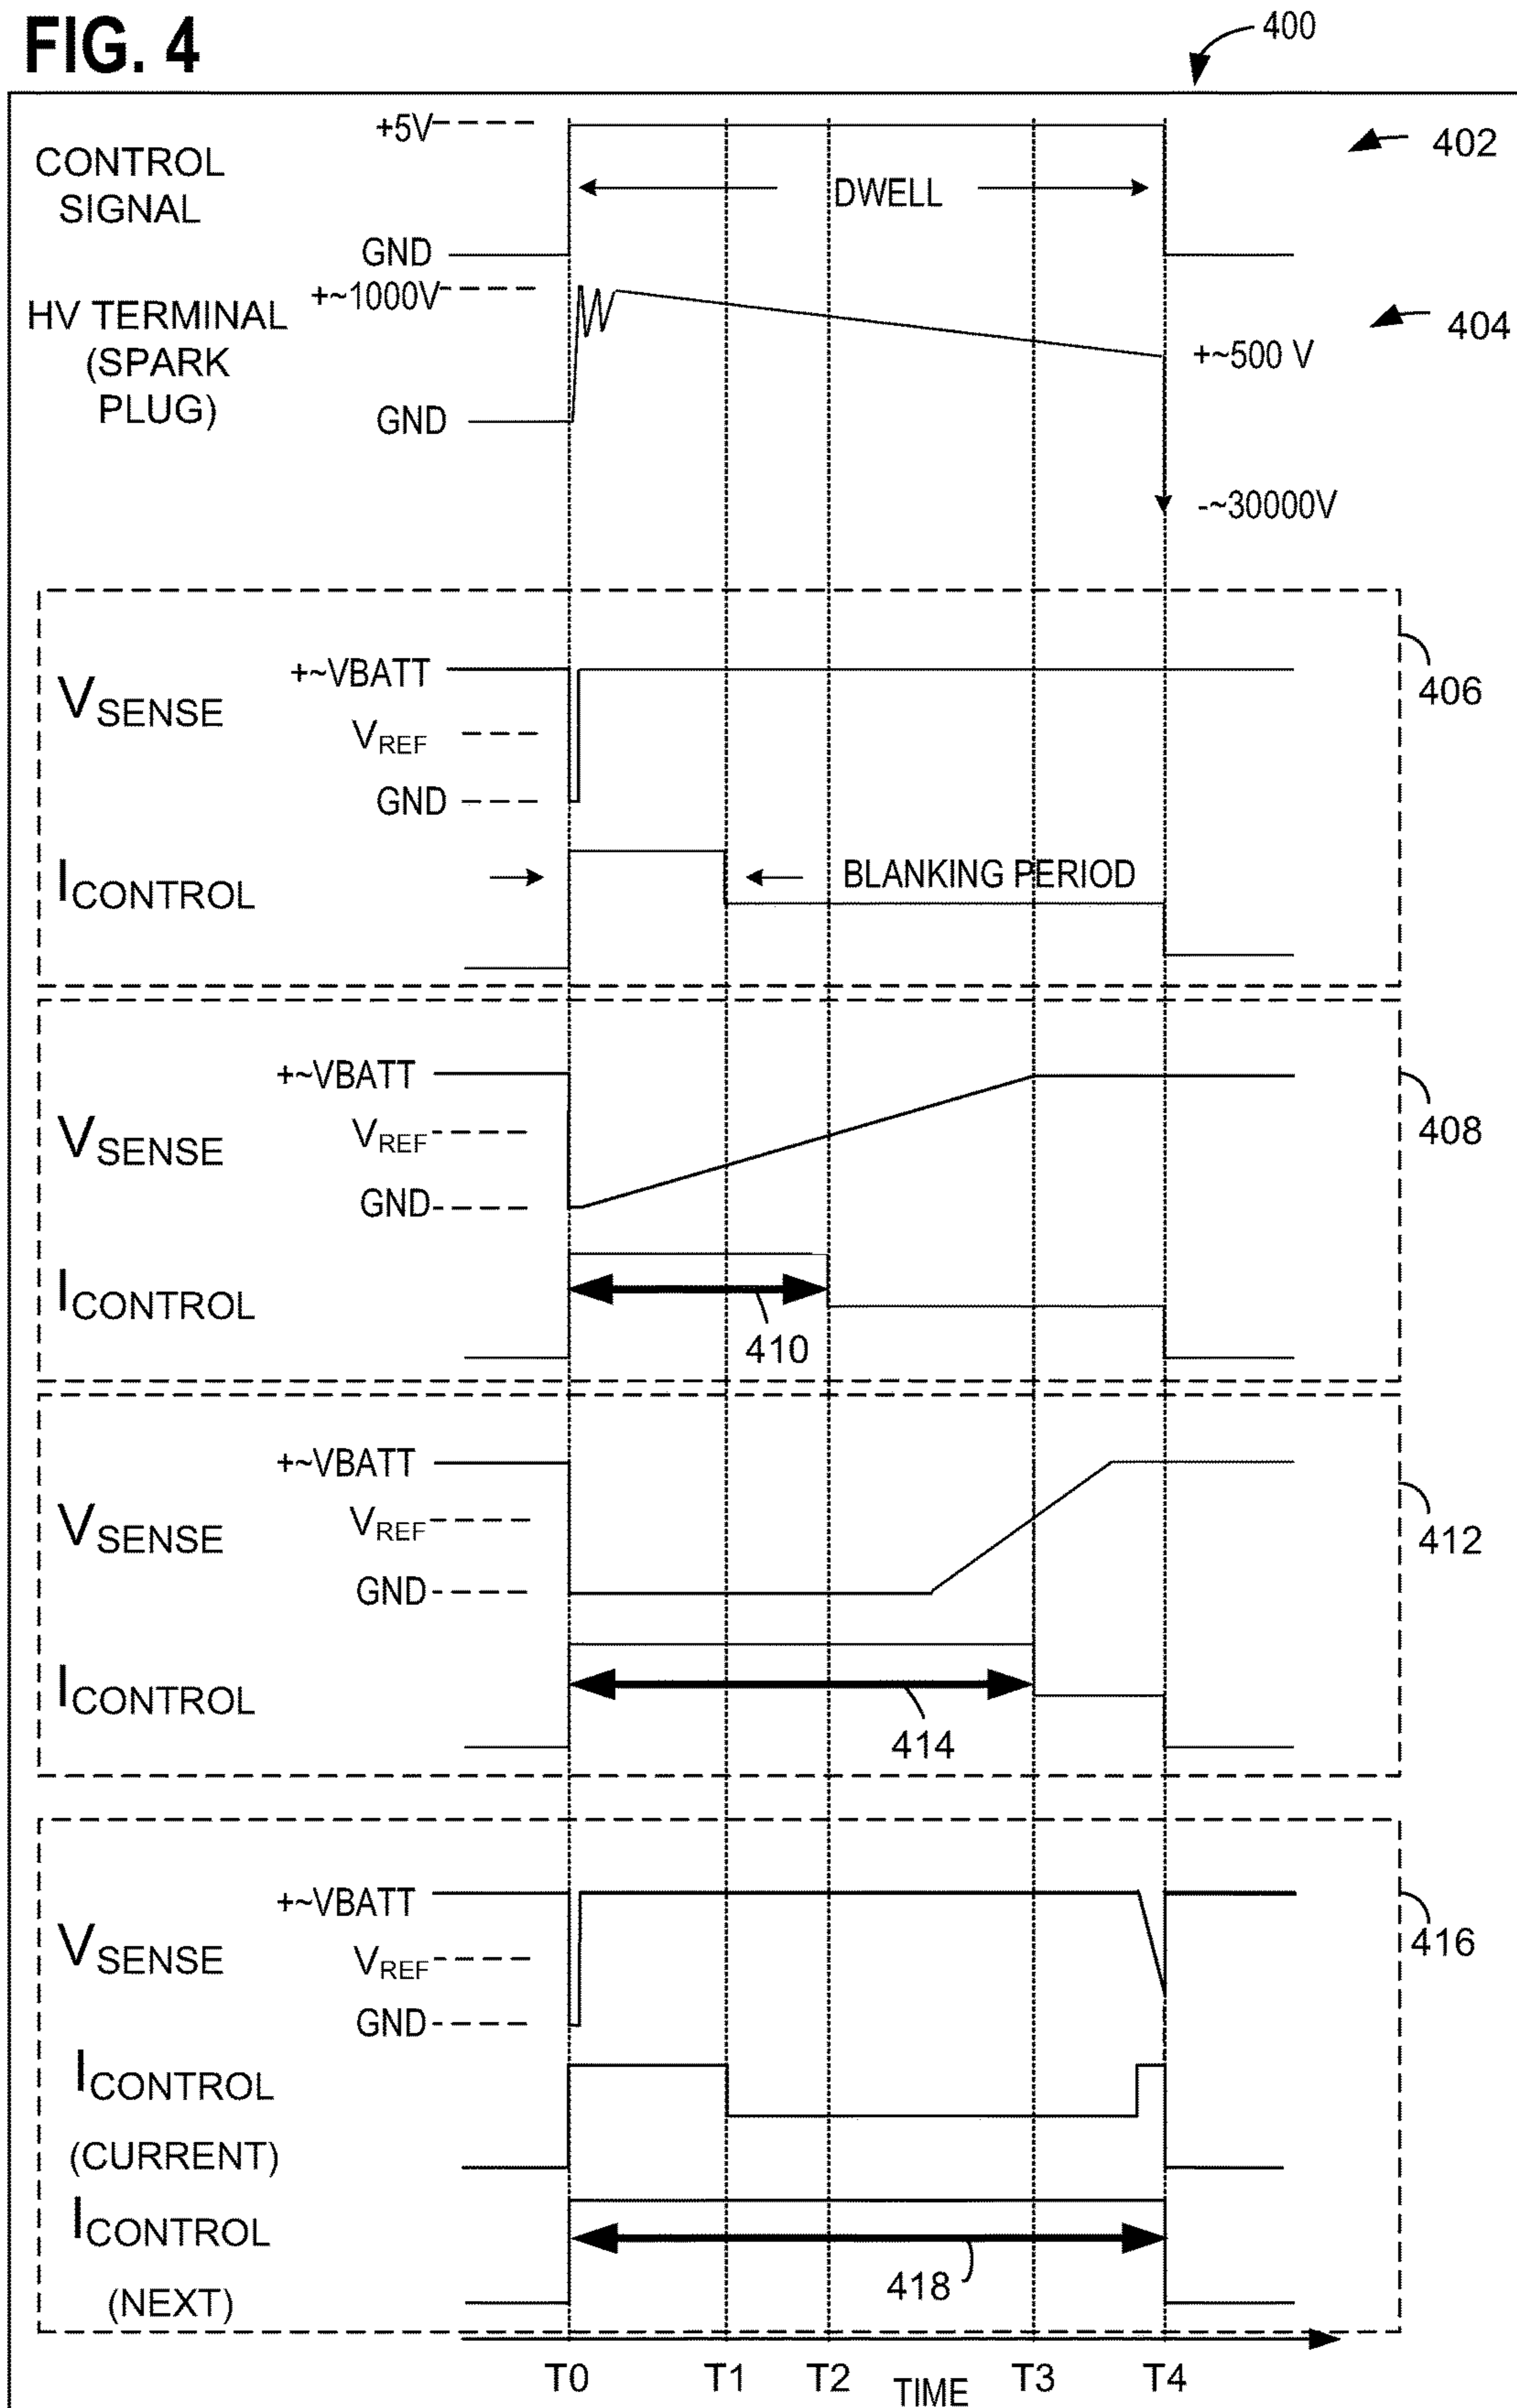 FIG. 4
400
CONTROL
SIGNAL
+5V
DWELL
402
GND
HV TERMINAL
(SPARK
PLUG)
+~1000V
404
+~500 V
GND
-~30000V
VSENSE
+~VBATT
VREF
GND
406
ICONTROL
BLANKING PERIOD
VSENSE
+~VBATT
VREF
GND
408
ICONTROL
410
VSENSE
+~VBATT
VREF
GND
412
ICONTROL
414
VSENSE
+~VBATT
VREF
GND
416
ICONTROL
(CURRENT)
ICONTROL
(NEXT)
418
T0 T1 T2 TIME T3 T4